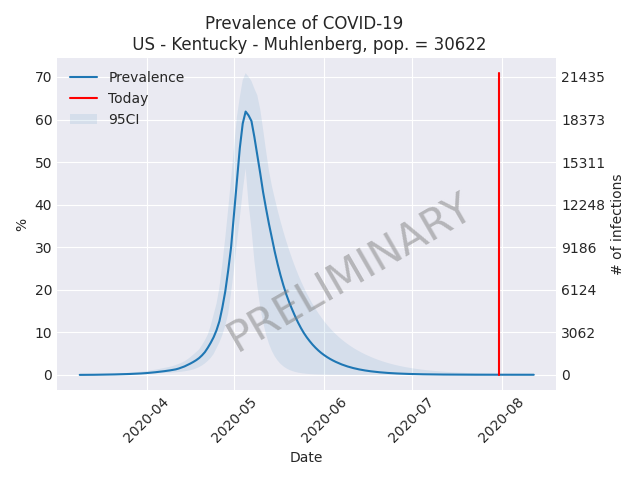 Prevalence of COVID-19
US - Kentucky - Muhlenberg, pop. = 30622
Prevalence
Today
95CI
70
60
50
40
30
20
10
0
%
21435
18373
15311
12248
9186
6124
3062
0
# of infections
PRELIMINARY
2020-04
2020-05
2020-06
2020-07
2020-08
Date